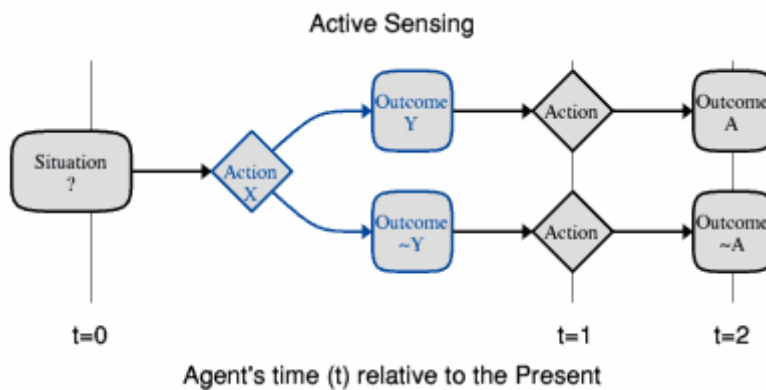 Active Sensing
Outcome
Y
Action
Outcome
A
Situation
?
Action
X
Outcome
~Y
Action
Outcome
~A
t=0
t=1
t=2
Agent's time (t) relative to the Present